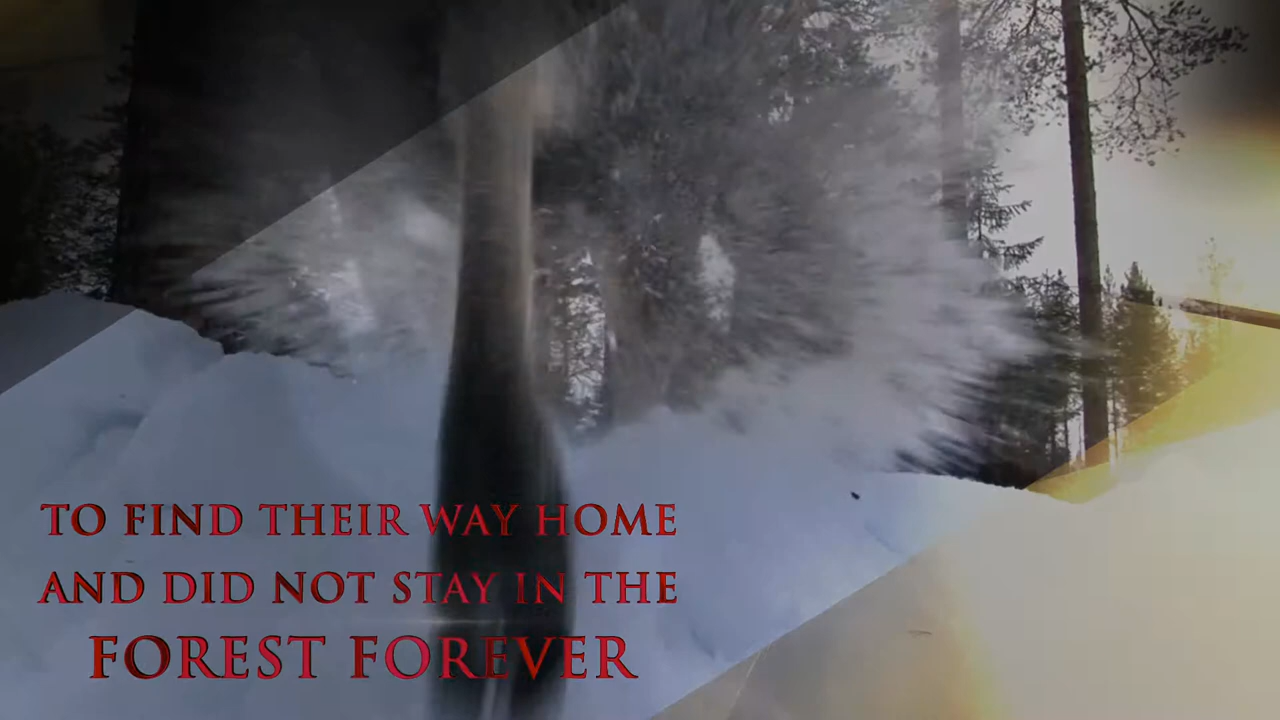 TO FIND THEIR WAY HOME
AND DID NOT STAY IN THE
FOREST FOREVER